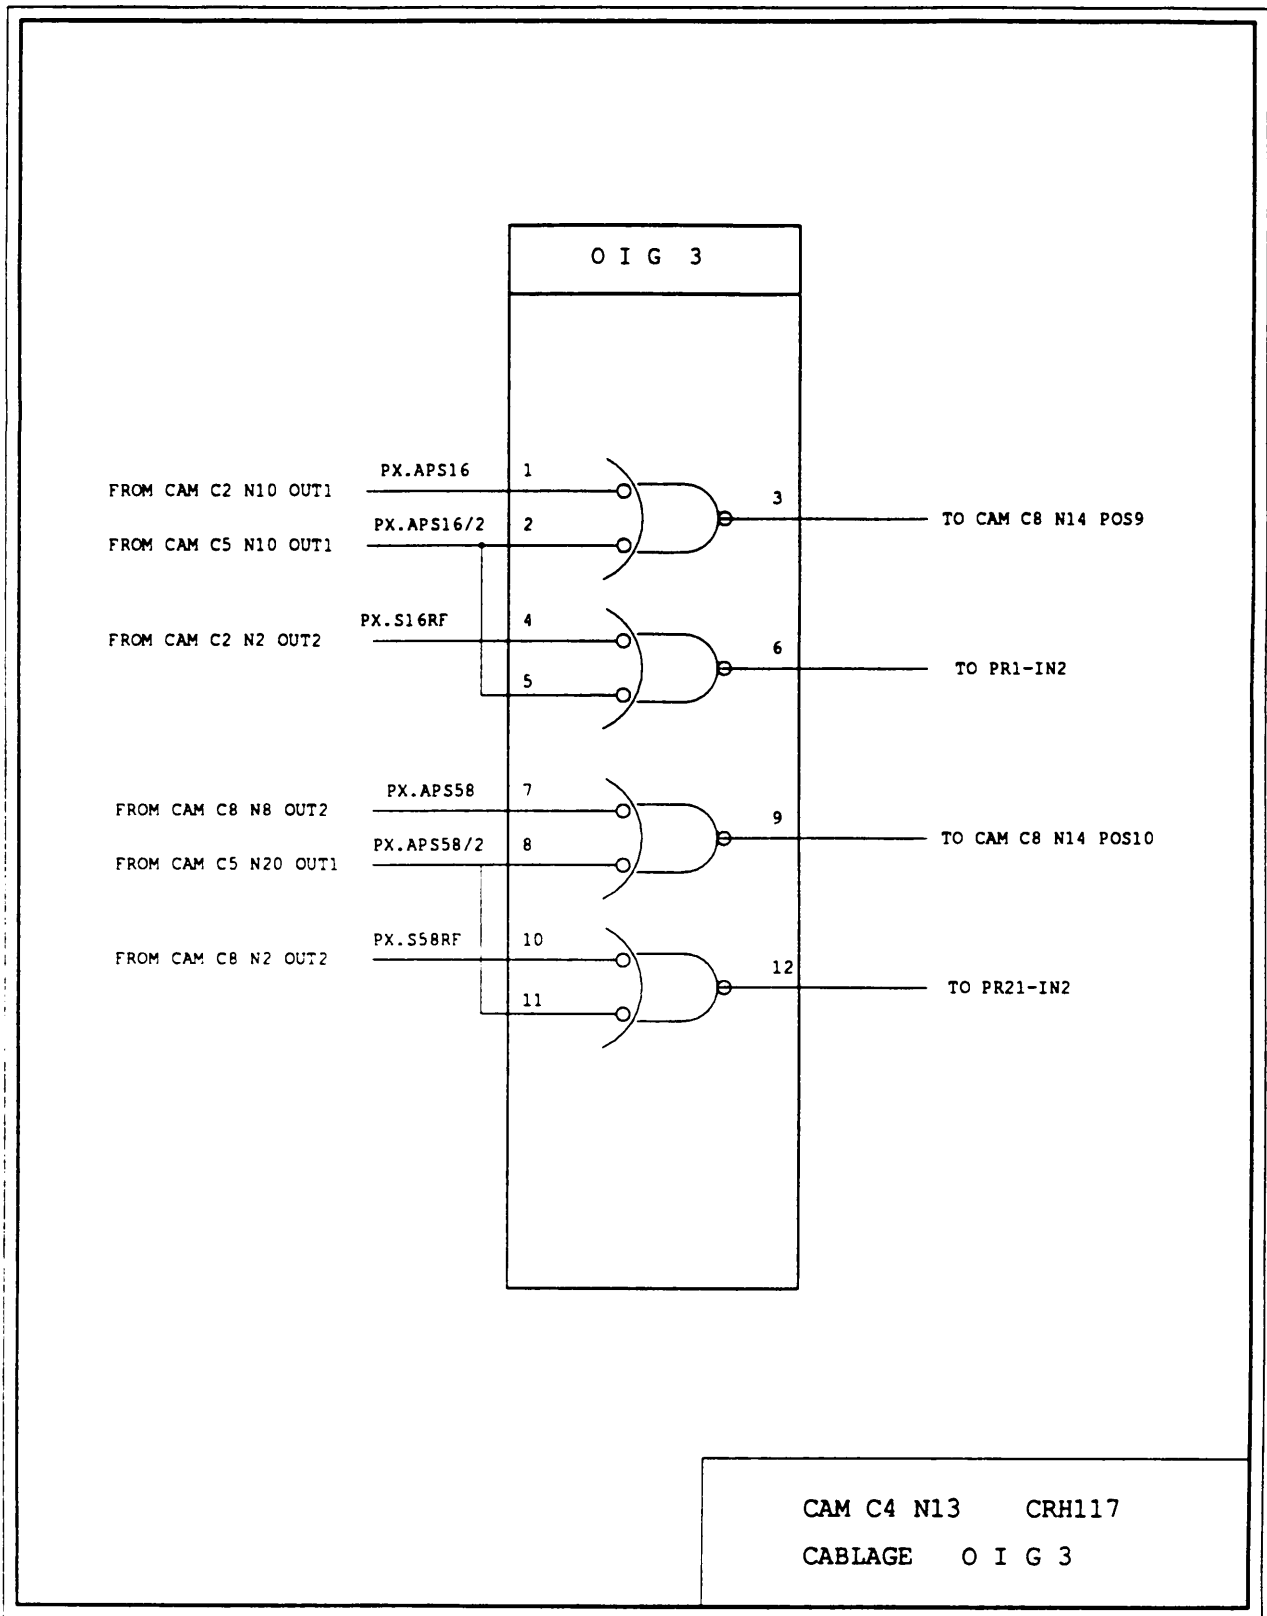 O I G 3
PX.APS16 1
FROM CAM C2 N10 OUT1
3
TO CAM C8 N14 POS9
PX.APS16/2 2
FROM CAM C5 N10 OUT1
PX.S16RF 4
FROM CAM C2 N2 OUT2
6
TO PR1-IN2
5
PX.APS58 7
FROM CAM C8 N8 OUT2
9
TO CAM C8 N14 POS10
PX.APS58/2 8
FROM CAM C5 N20 OUT1
PX.S58RF 10
FROM CAM C8 N2 OUT2
12
TO PR21-IN2
11
CAM C4 N13 CRH117
CABLAGE O I G 3